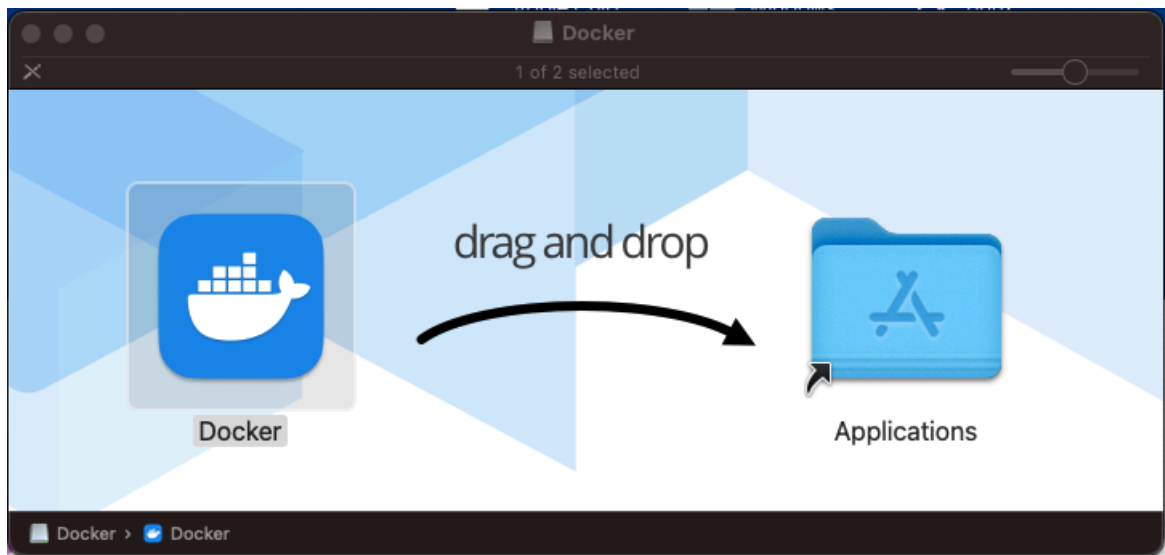 Docker
1 of 2 selected
drag and drop
Docker
Applications
Docker › Docker